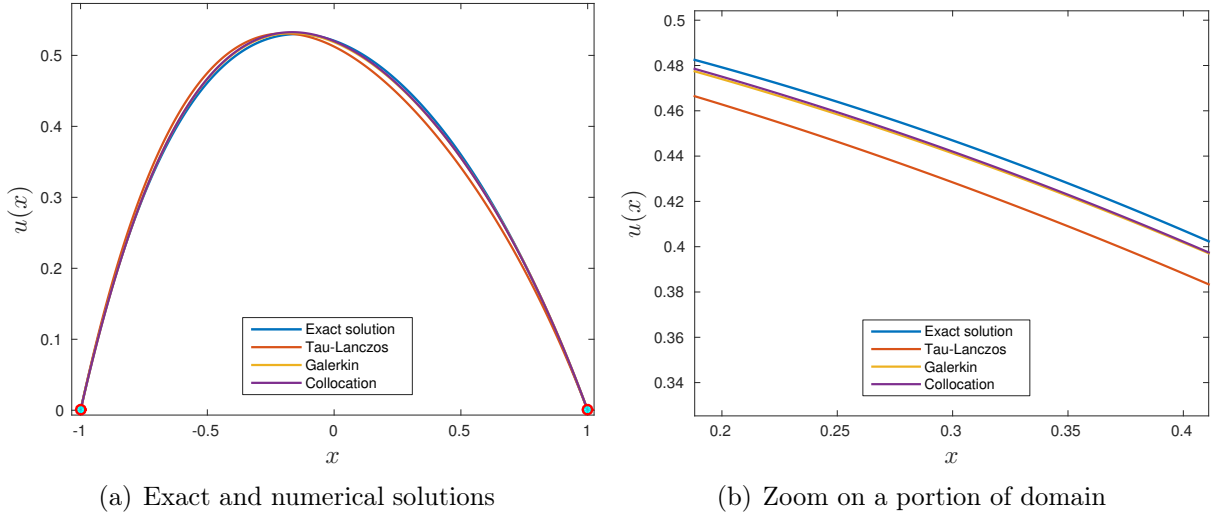 0.5
0.4
0.3
0.2
0.1
0
-1
-0.5
0
0.5
1
u(x)
x
Exact solution
Tau-Lanczos
Galerkin
Collocation
(a) Exact and numerical solutions
0.5
0.48
0.46
0.44
0.42
0.4
0.38
0.36
0.34
0.2
0.25
0.3
0.35
0.4
u(x)
x
Exact solution
Tau-Lanczos
Galerkin
Collocation
(b) Zoom on a portion of domain